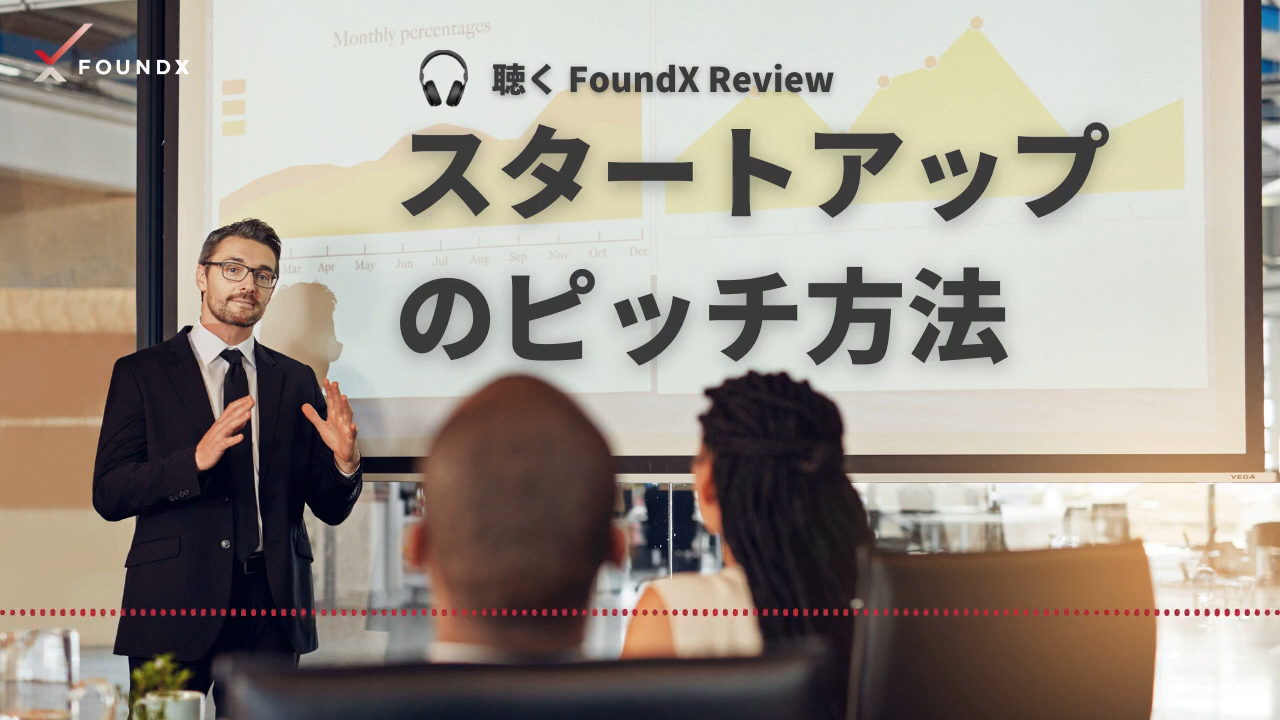 FOUNDX
Monthly percentages
聴く FoundX Review
スタートアップ
のピッチ方法
Mar Apr May Jun Jul Aug Sep Nov Oct Dec
VEGA